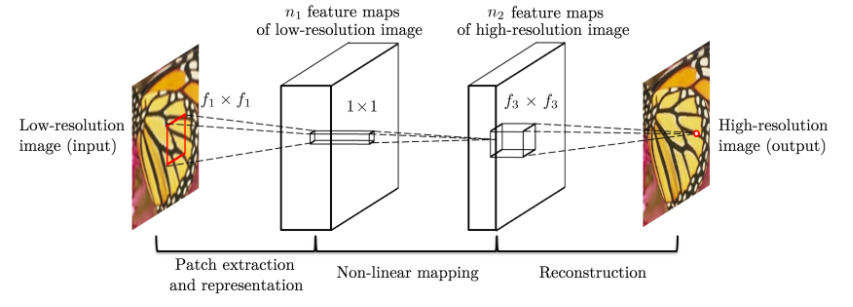 n₁ feature maps
of low-resolution image
n₂ feature maps
of high-resolution image
f₁ × f₁
1×1
f₃ × f₃
Low-resolution
image (input)
High-resolution
image (output)
Patch extraction
and representation
Non-linear mapping
Reconstruction